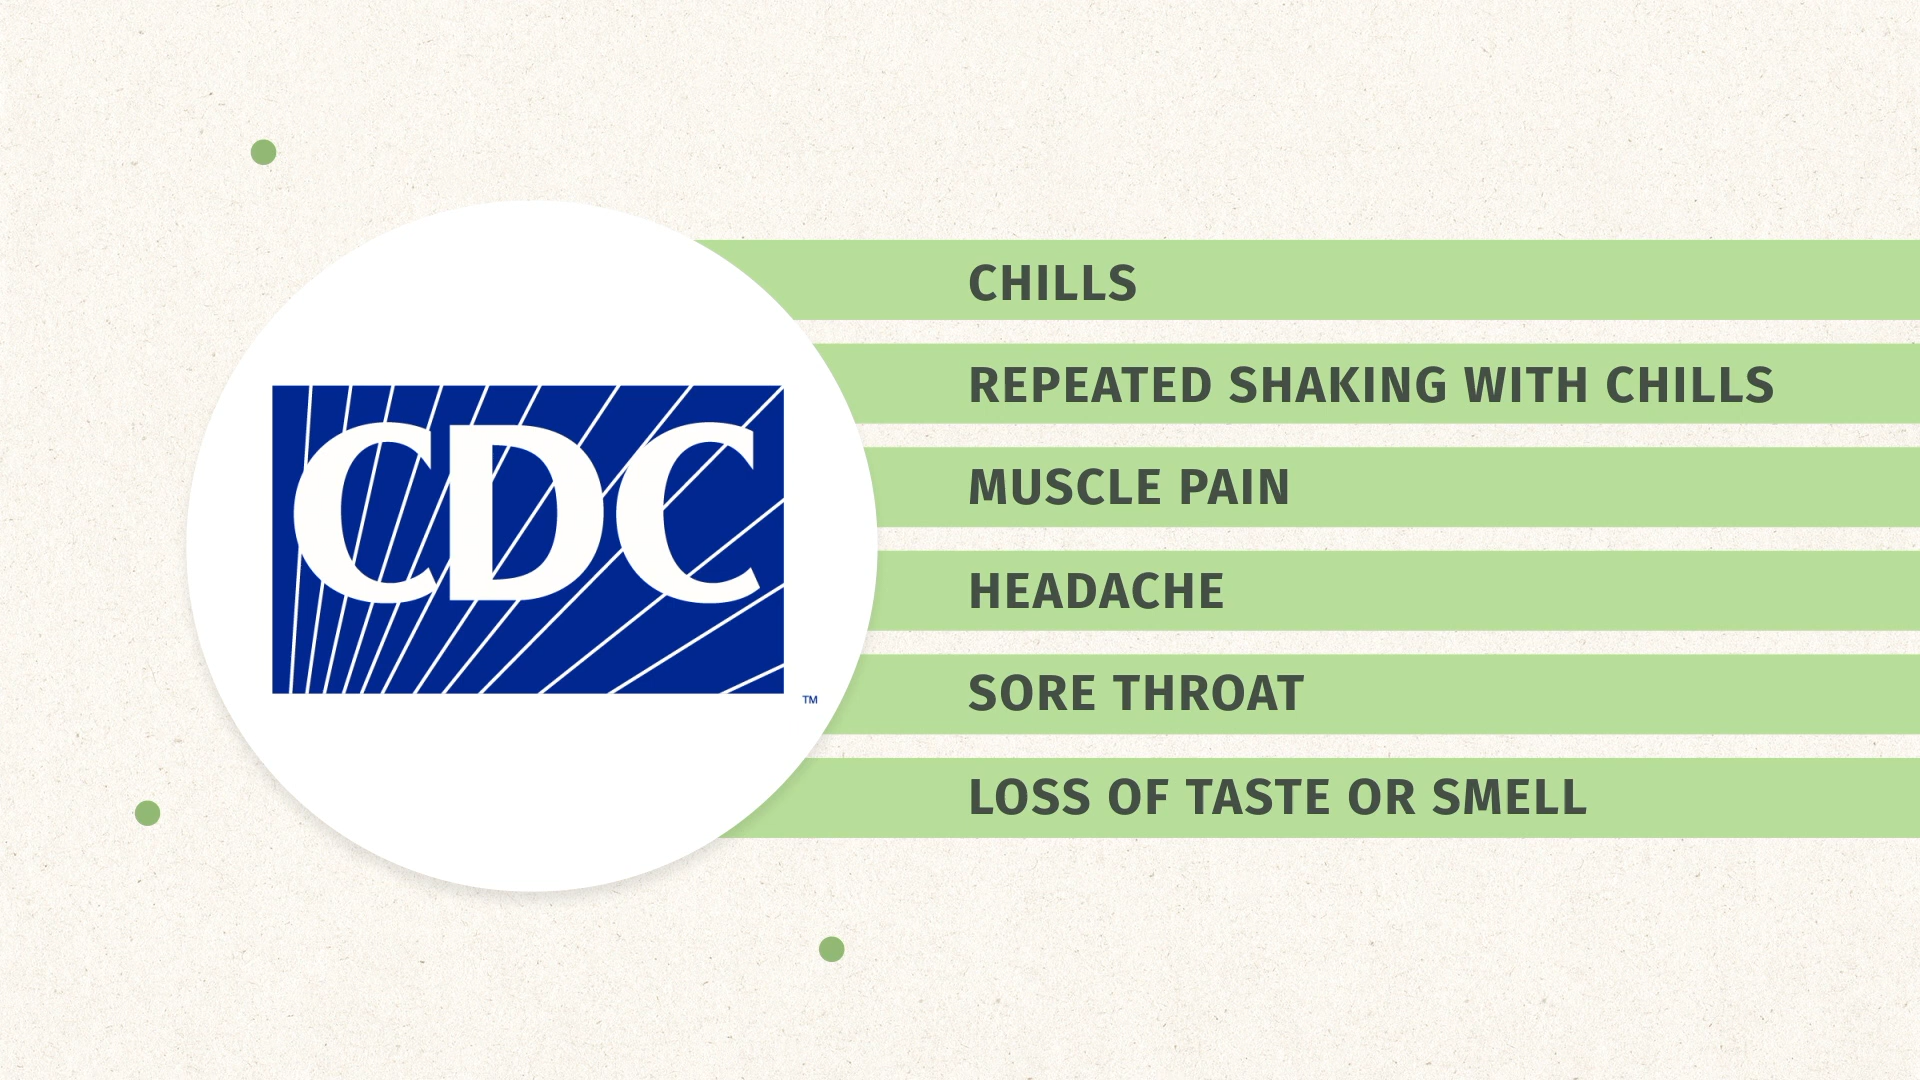 CDC
TM
CHILLS
REPEATED SHAKING WITH CHILLS
MUSCLE PAIN
HEADACHE
SORE THROAT
LOSS OF TASTE OR SMELL